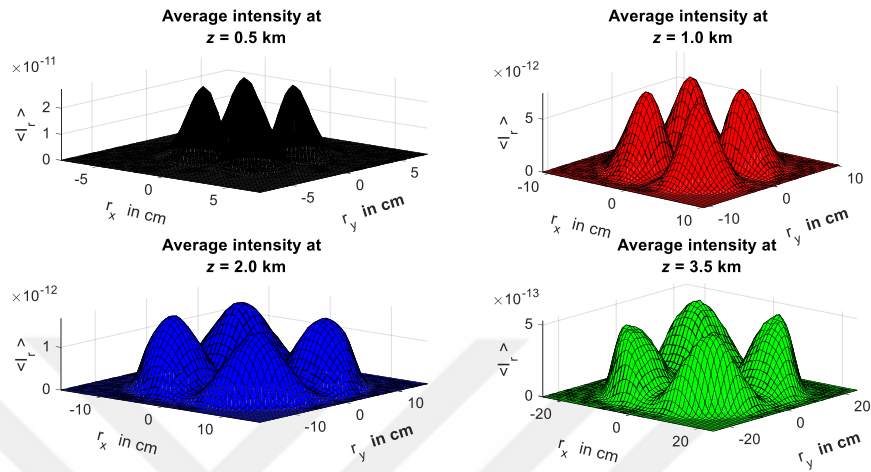 Average intensity at
z = 0.5 km
×10⁻¹¹
2
1
0
<I_r >
-5
0
5
r_x in cm
-5
0
5
r_y in cm
Average intensity at
z = 1.0 km
×10⁻¹²
5
0
<I_r >
-10
0
10
r_x in cm
-10
0
10
r_y in cm
Average intensity at
z = 2.0 km
×10⁻¹²
1
0
<I_r >
-10
0
10
r_x in cm
-10
0
10
r_y in cm
Average intensity at
z = 3.5 km
×10⁻¹³
5
0
<I_r >
-20
0
20
r_x in cm
-20
0
20
r_y in cm